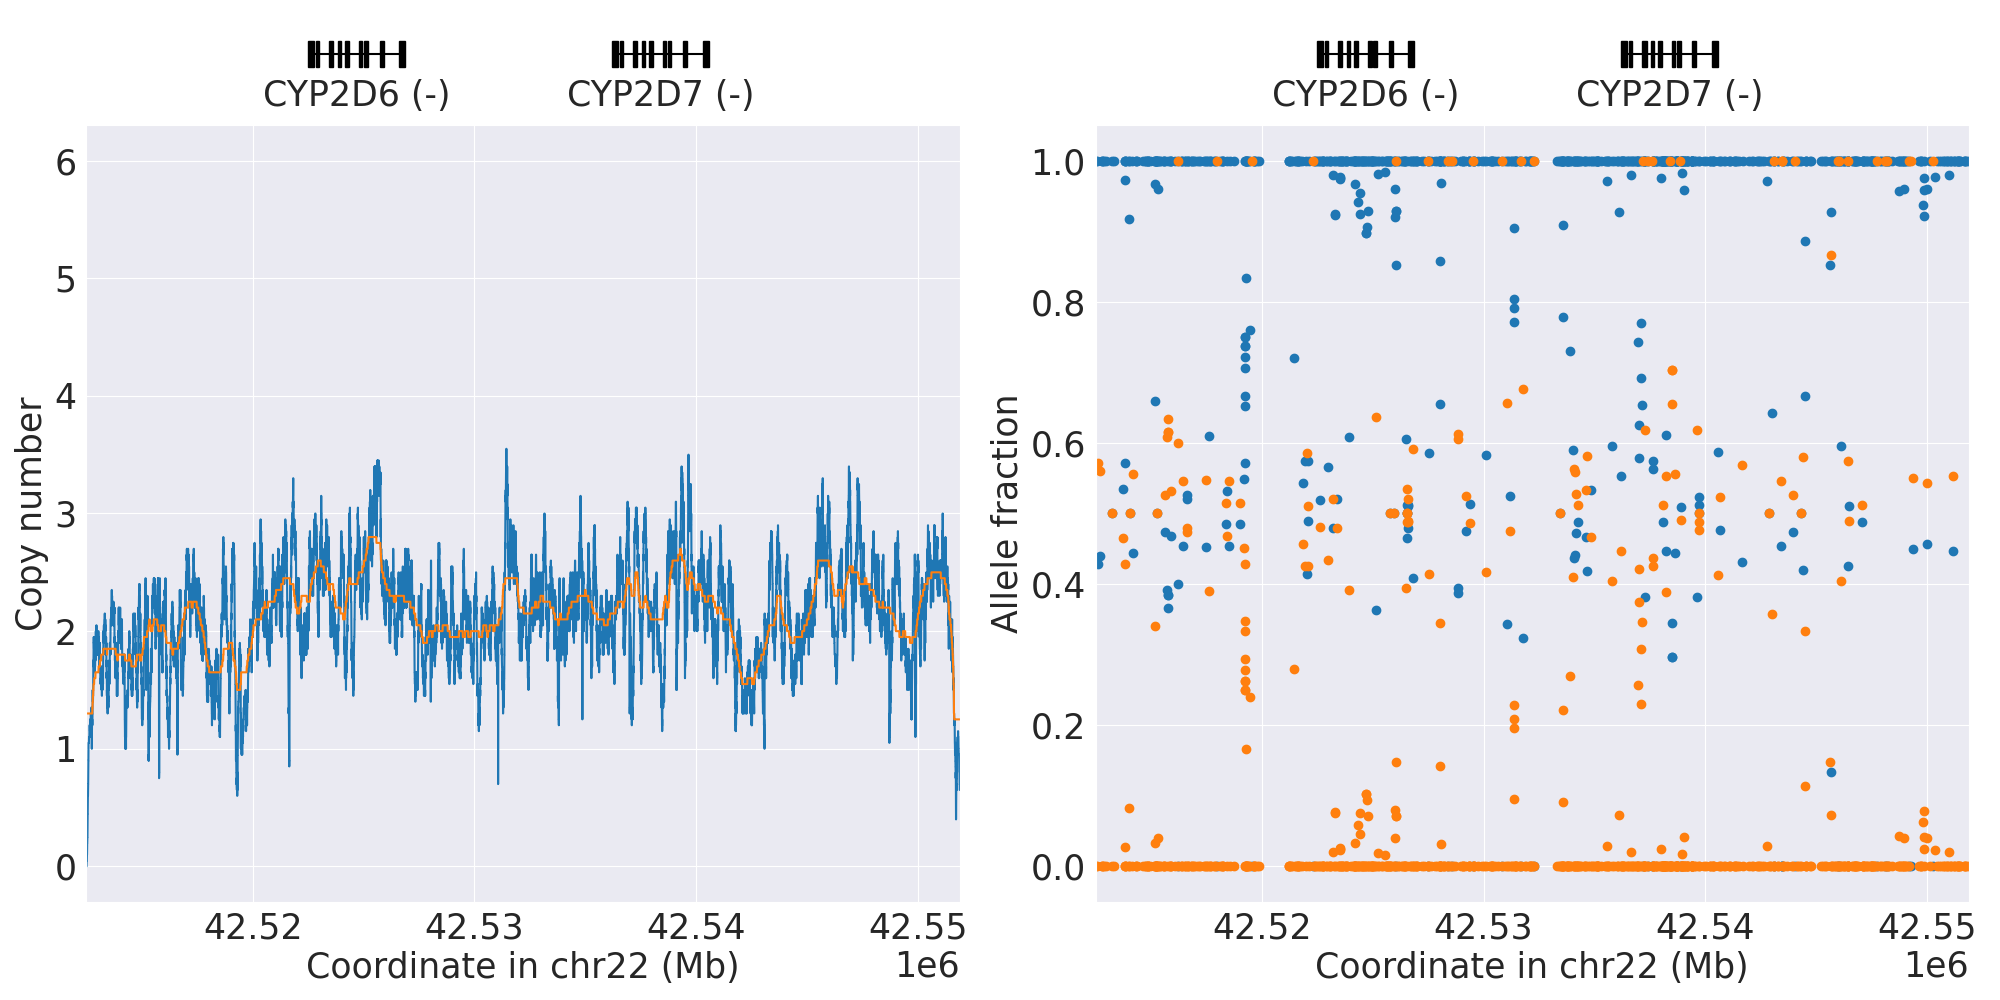 CYP2D6 (-) CYP2D7 (-)
6
5
4
3
2
1
0
Copy number
42.52 42.53 42.54 42.55
Coordinate in chr22 (Mb) 1e6
CYP2D6 (-) CYP2D7 (-)
1.0
0.8
0.6
0.4
0.2
0.0
Allele fraction
42.52 42.53 42.54 42.55
Coordinate in chr22 (Mb) 1e6